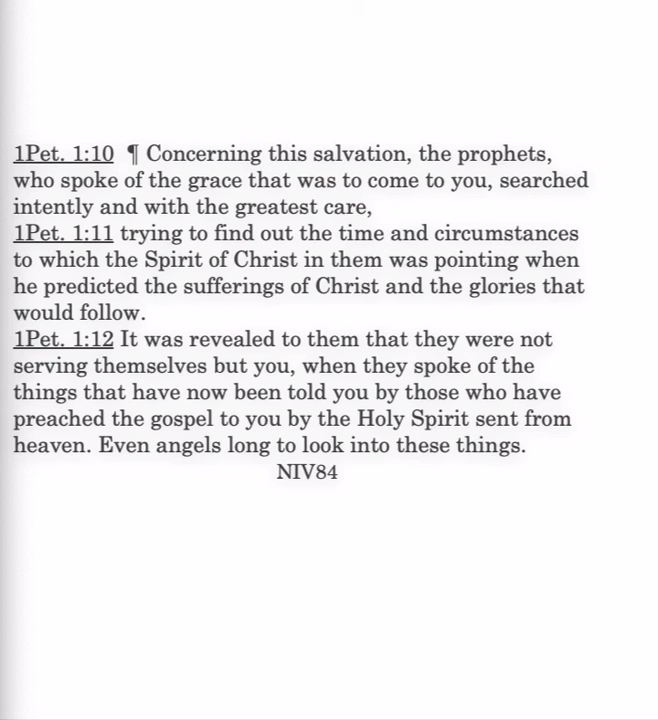 1Pet. 1:10 ¶ Concerning this salvation, the prophets,
who spoke of the grace that was to come to you, searched
intently and with the greatest care,
1Pet. 1:11 trying to find out the time and circumstances
to which the Spirit of Christ in them was pointing when
he predicted the sufferings of Christ and the glories that
would follow.
1Pet. 1:12 It was revealed to them that they were not
serving themselves but you, when they spoke of the
things that have now been told you by those who have
preached the gospel to you by the Holy Spirit sent from
heaven. Even angels long to look into these things.
NIV84